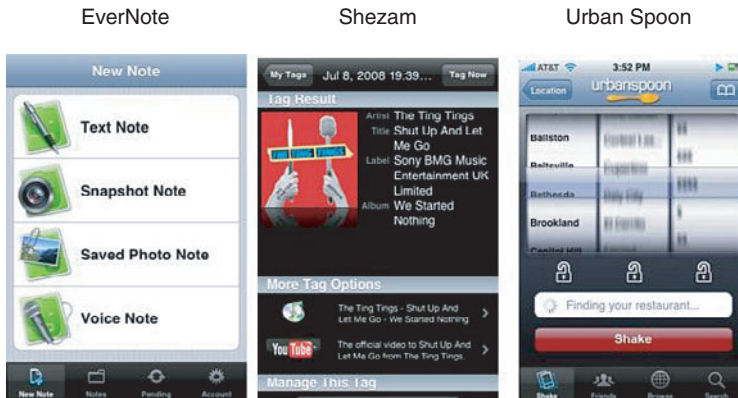 EverNote
Shezam
Urban Spoon
New Note
Text Note
Snapshot Note
Saved Photo Note
Voice Note
New Note
Notes
Pending
Account
My Tags
Jul 8, 2008 19:39...
Tag Now
Tag Result
Artist The Ting Tings
Title Shut Up And Let
Me Go
Label Sony BMG Music
Entertainment UK
Limited
Album We Started
Nothing
THE TING TINGS
More Tag Options
The Ting Tings - Shut Up And
Let Me Go - We Started Nothing
You Tube
The official video to Shut Up And
Let Me Go from The Ting Tings.
Manage This Tag
AT&T
3:52 PM
Location
urbanspoon
Ballston
Beltsville
Bethesda
Brookland
Capitol Hill
Finding your restaurant...
Shake
Shake
Friends
Browse
Search